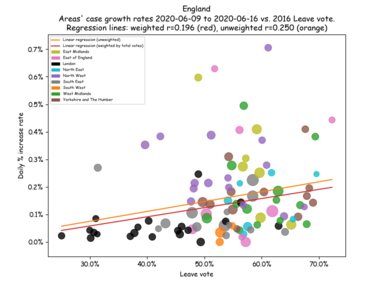 England
Areas' case growth rates 2020-06-09 to 2020-06-16 vs. 2016 Leave vote.
Regression lines: weighted r=0.196 (red), unweighted r=0.250 (orange)
Linear regression (unweighted)
Linear regression (weighted by total votes)
East Midlands
East of England
London
North East
North West
South East
South West
West Midlands
Yorkshire and The Humber
Daily % increase rate
0.7%
0.6%
0.5%
0.4%
0.3%
0.2%
0.1%
0.0%
30.0% 40.0% 50.0% 60.0% 70.0%
Leave vote